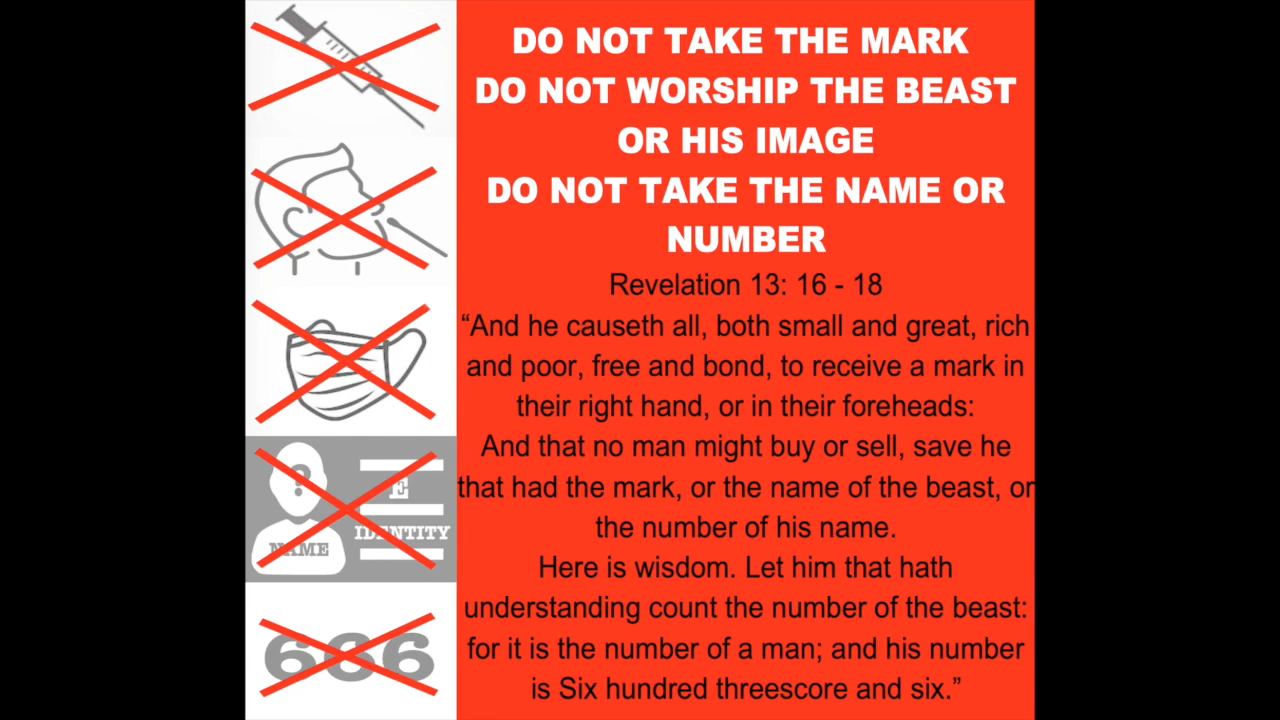 DO NOT TAKE THE MARK
DO NOT WORSHIP THE BEAST
OR HIS IMAGE
DO NOT TAKE THE NAME OR
NUMBER
Revelation 13: 16 - 18
“And he causeth all, both small and great, rich
and poor, free and bond, to receive a mark in
their right hand, or in their foreheads:
And that no man might buy or sell, save he
that had the mark, or the name of the beast, or
the number of his name.
Here is wisdom. Let him that hath
understanding count the number of the beast:
for it is the number of a man; and his number
is Six hundred threescore and six.”
?
E
IDENTITY
NAME
666